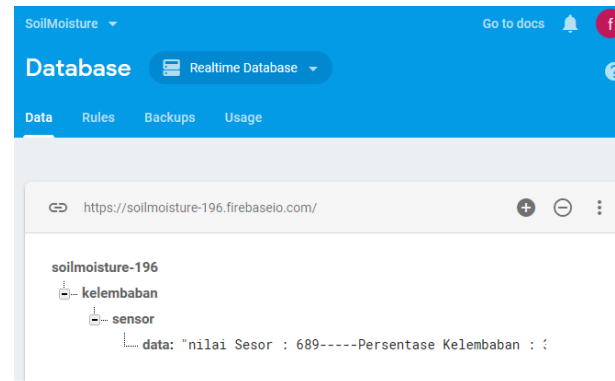 SoilMoisture Go to docs f
Database Realtime Database
Data Rules Backups Usage
https://soilmoisture-196.firebaseio.com/
soilmoisture-196
kelembaban
sensor
data: "nilai Sesor : 689-----Persentase Kelembaban :